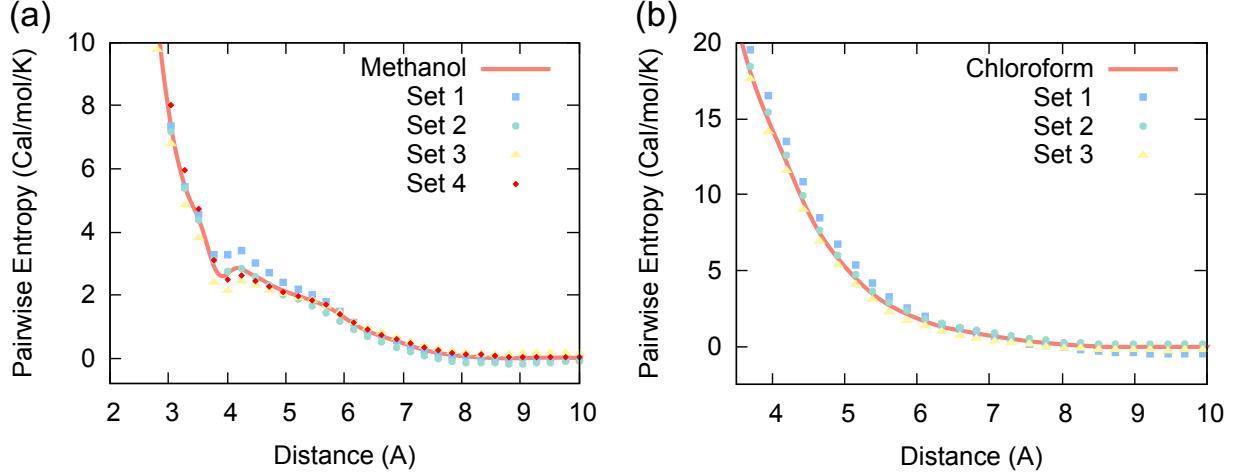 (a)
Pairwise Entropy (Cal/mol/K)
10
8
6
4
2
0
2 3 4 5 6 7 8 9 10
Distance (A)
Methanol
Set 1
Set 2
Set 3
Set 4
(b)
Pairwise Entropy (Cal/mol/K)
20
15
10
5
0
4 5 6 7 8 9 10
Distance (A)
Chloroform
Set 1
Set 2
Set 3